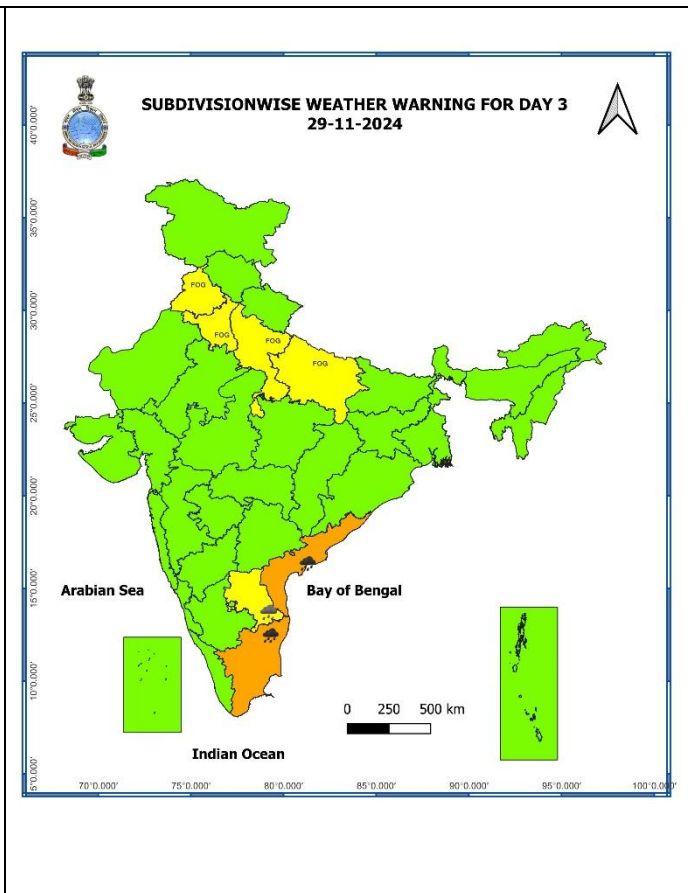 SUBDIVISIONWISE WEATHER WARNING FOR DAY 3
29-11-2024
40°0.000'
35°0.000'
FOG
30°0.000'
FOG
FOG
FOG
25°0.000'
20°0.000'
15°0.000'
Arabian Sea
Bay of Bengal
10°0.000'
0 250 500 km
Indian Ocean
5°0.000'
70°0.000' 75°0.000' 80°0.000' 85°0.000' 90°0.000' 95°0.000' 100°0.000'